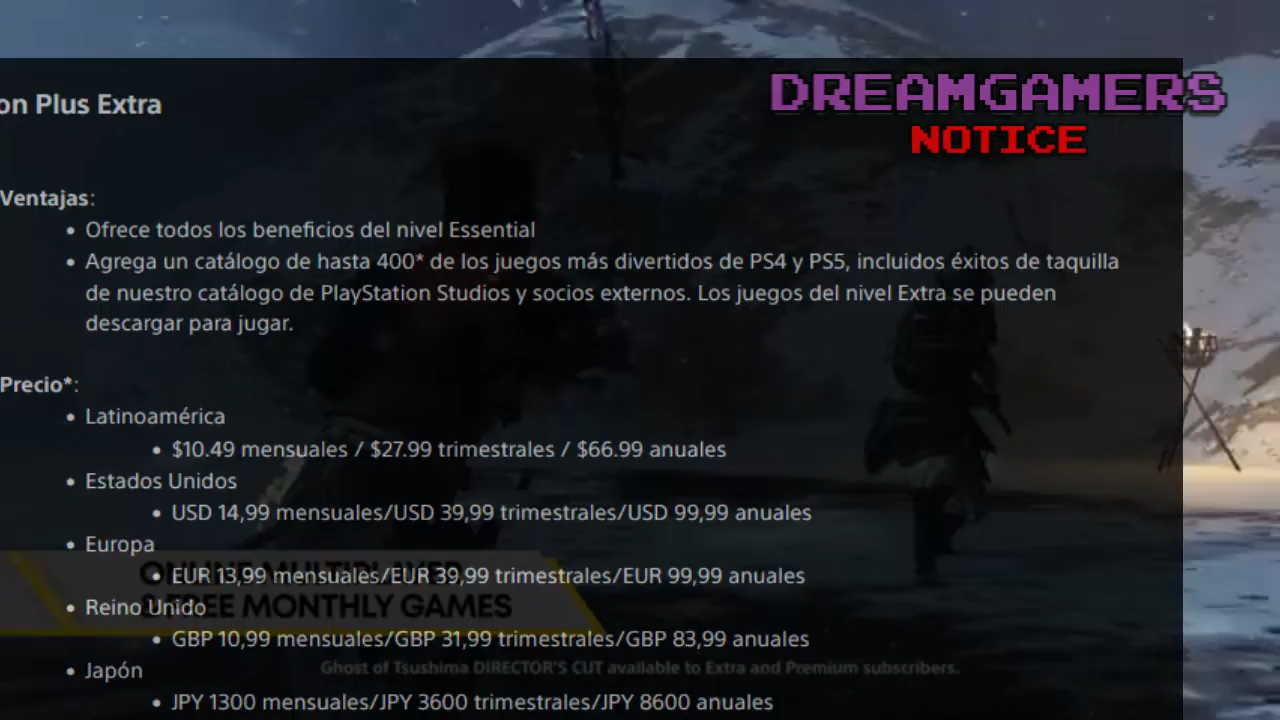 DREAMGAMERS
NOTICE
on Plus Extra
Ventajas:
• Ofrece todos los beneficios del nivel Essential
• Agrega un catálogo de hasta 400* de los juegos más divertidos de PS4 y PS5, incluidos éxitos de taquilla
de nuestro catálogo de PlayStation Studios y socios externos. Los juegos del nivel Extra se pueden
descargar para jugar.
Precio*:
• Latinoamérica
• $10.49 mensuales / $27.99 trimestrales / $66.99 anuales
• Estados Unidos
• USD 14,99 mensuales/USD 39,99 trimestrales/USD 99,99 anuales
• Europa
ONLINE MULTIPLAYER
• EUR 13,99 mensuales/EUR 39,99 trimestrales/EUR 99,99 anuales
• Reino Unido
& FREE MONTHLY GAMES
• GBP 10,99 mensuales/GBP 31,99 trimestrales/GBP 83,99 anuales
Ghost of Tsushima DIRECTOR'S CUT available to Extra and Premium subscribers.
• Japón
• JPY 1300 mensuales/JPY 3600 trimestrales/JPY 8600 anuales